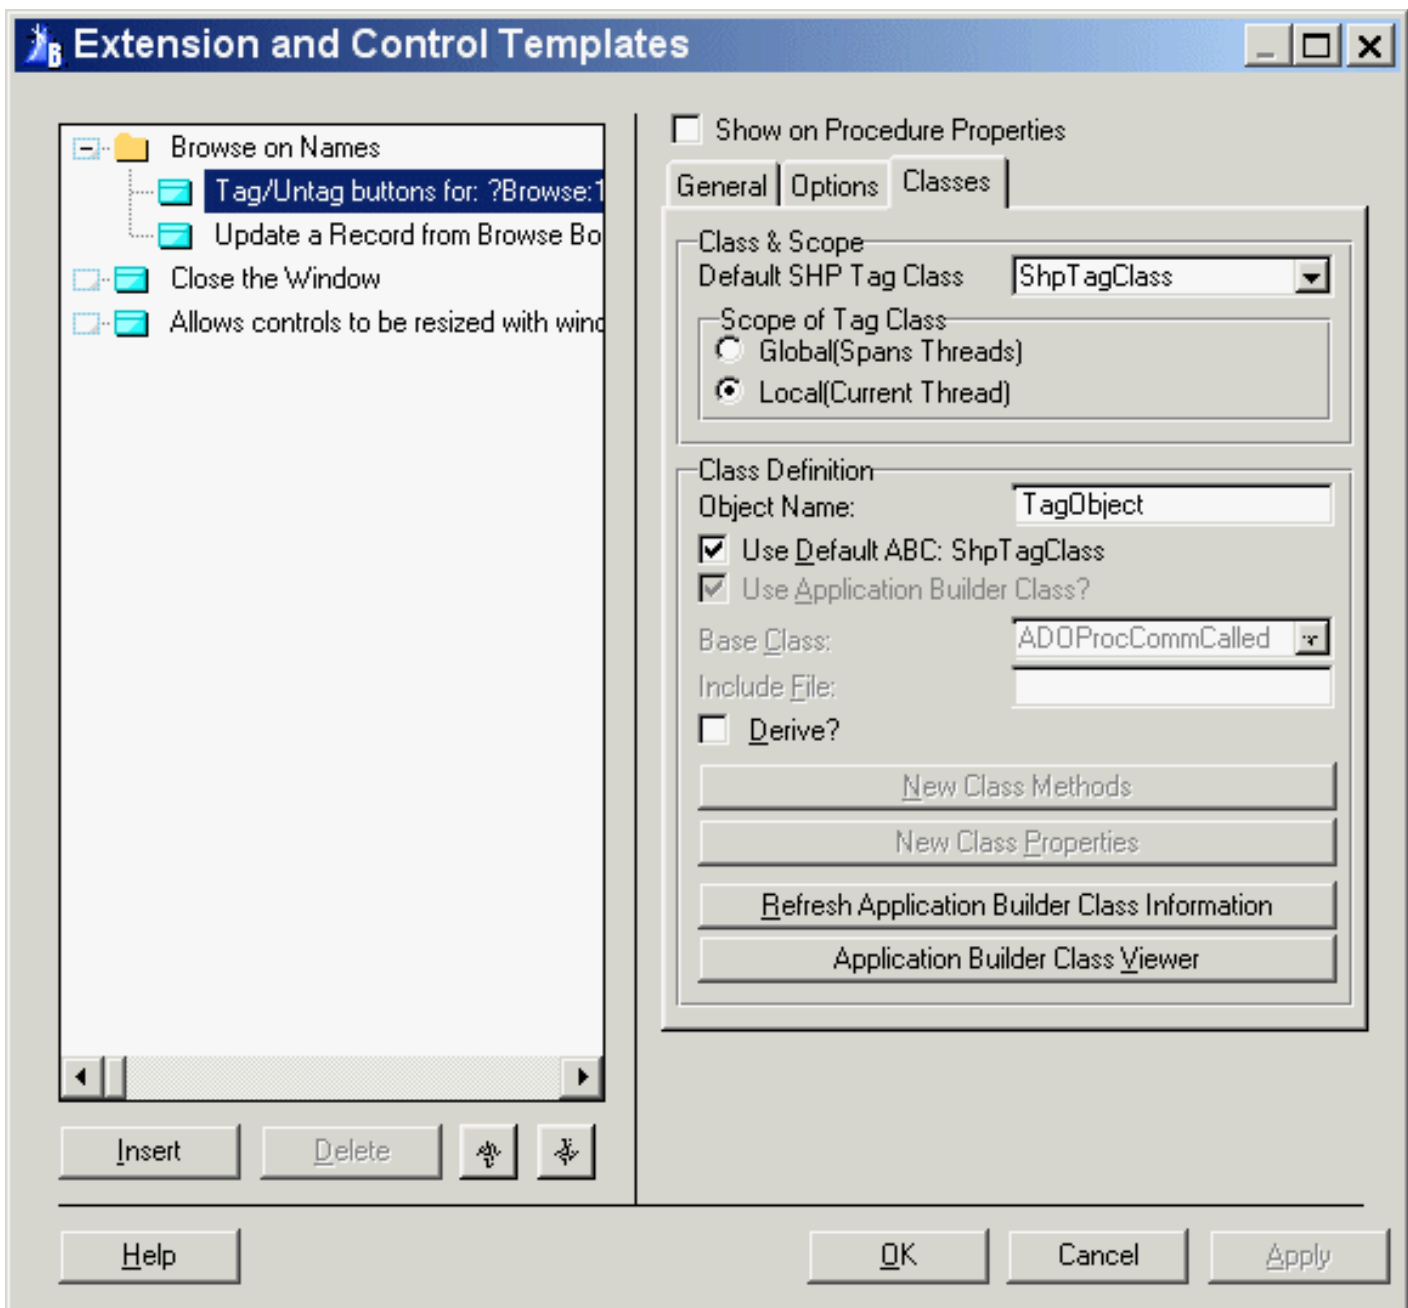 Extension and Control Templates
Browse on Names
Tag/Untag buttons for: ?Browse:1
Update a Record from Browse Bo
Close the Window
Allows controls to be resized with wind
Insert
Delete
Show on Procedure Properties
General Options Classes
Class & Scope
Default SHP Tag Class ShpTagClass
Scope of Tag Class
Global(Spans Threads)
Local(Current Thread)
Class Definition
Object Name: TagObject
Use Default ABC: ShpTagClass
Use Application Builder Class?
Base Class: ADOProcCommCalled
Include File:
Derive?
New Class Methods
New Class Properties
Refresh Application Builder Class Information
Application Builder Class Viewer
Help OK Cancel Apply